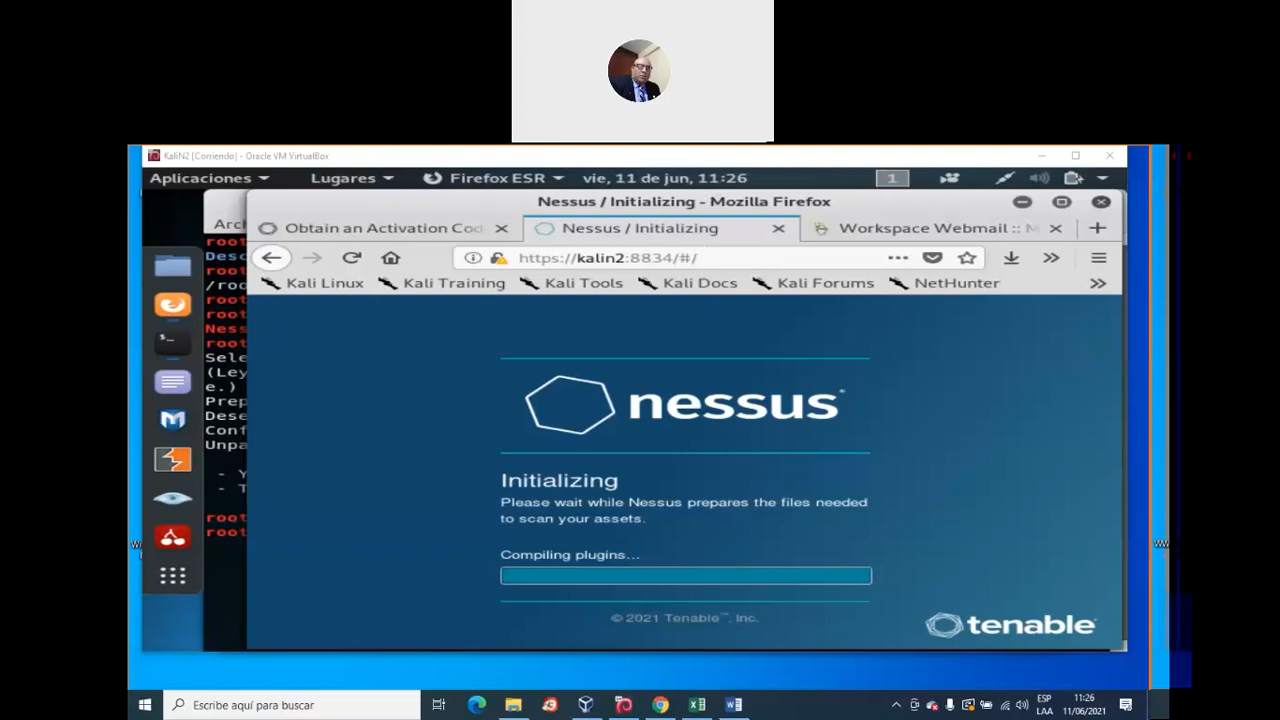 KaliN2 [Corriendo] - Oracle VM VirtualBox
Aplicaciones Lugares Firefox ESR vie, 11 de jun, 11:26 1
Nessus / Initializing - Mozilla Firefox
Arc
Obtain an Activation Cod Nessus / Initializing Workspace Webmail :: M
https://kalin2:8834/#/
Kali Linux Kali Training Kali Tools Kali Docs Kali Forums NetHunter
root
Desc
root
/roo
root
root
Ness
root
Sele
(Ley
e.)
Prep
Dese
Conf
Unpa
- Y
- T
root
root
nessus
Initializing
Please wait while Nessus prepares the files needed
to scan your assets.
Compiling plugins...
© 2021 Tenable™, Inc.
tenable
Escribe aquí para buscar
ESP
LAA
11:26
11/06/2021